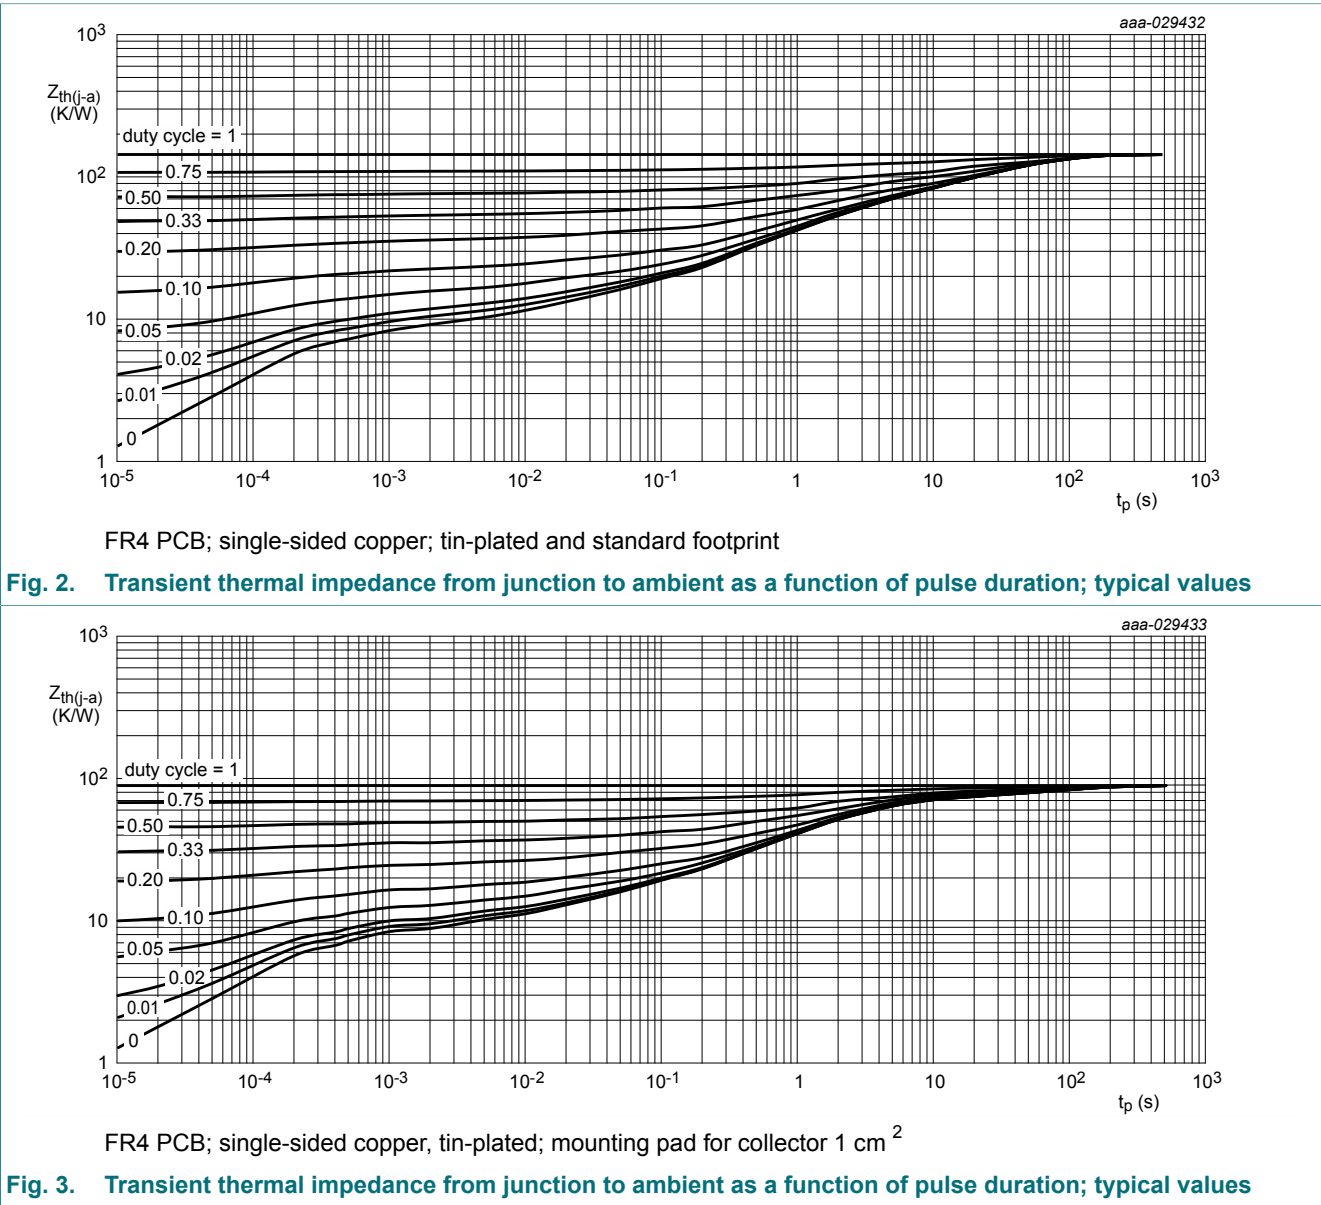 aaa-029432
10³
Z_th(j-a)
(K/W)
duty cycle = 1
10²
0.75
0.50
0.33
0.20
0.10
10
0.05
0.02
0.01
0
1
10⁻⁵ 10⁻⁴ 10⁻³ 10⁻² 10⁻¹ 1 10 10² 10³
t_p (s)
FR4 PCB; single-sided copper; tin-plated and standard footprint
Fig. 2. Transient thermal impedance from junction to ambient as a function of pulse duration; typical values
aaa-029433
10³
Z_th(j-a)
(K/W)
duty cycle = 1
10²
0.75
0.50
0.33
0.20
0.10
10
0.05
0.02
0.01
0
1
10⁻⁵ 10⁻⁴ 10⁻³ 10⁻² 10⁻¹ 1 10 10² 10³
t_p (s)
FR4 PCB; single-sided copper, tin-plated; mounting pad for collector 1 cm ²
Fig. 3. Transient thermal impedance from junction to ambient as a function of pulse duration; typical values